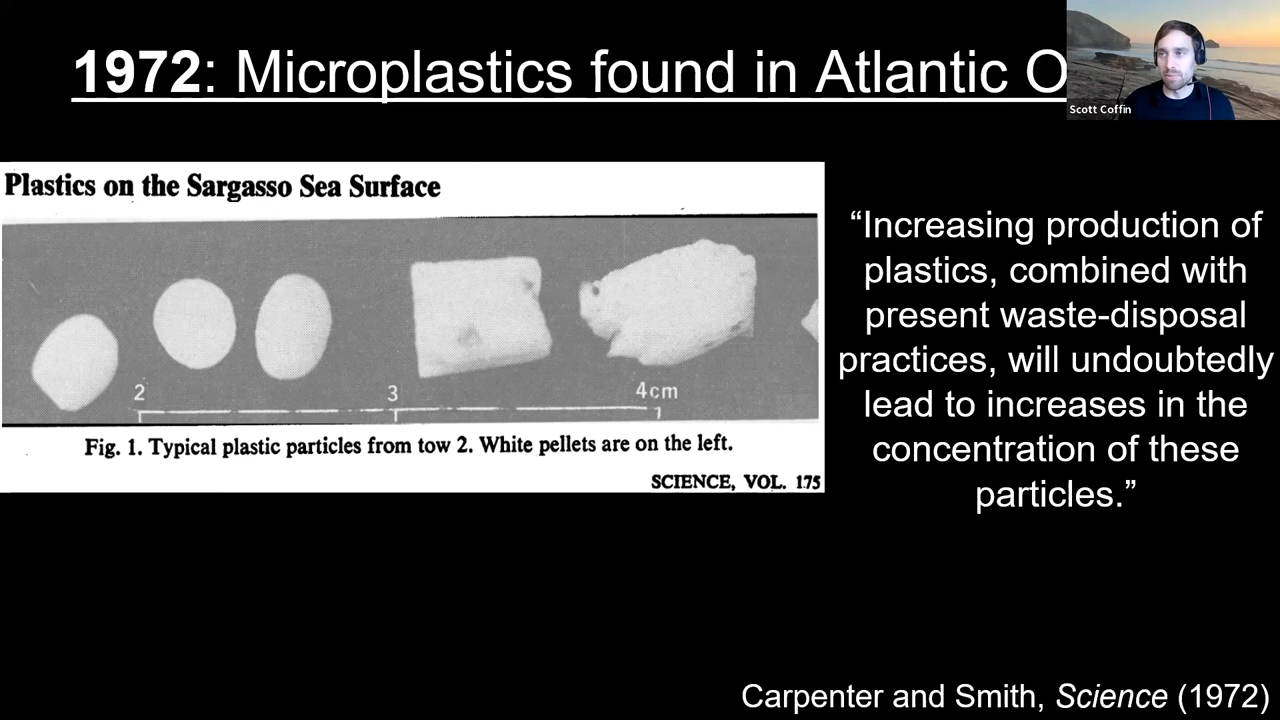 1972: Microplastics found in Atlantic O
Scott Coffin
Plastics on the Sargasso Sea Surface
2 3 4cm
Fig. 1. Typical plastic particles from tow 2. White pellets are on the left.
SCIENCE, VOL. 175
“Increasing production of
plastics, combined with
present waste-disposal
practices, will undoubtedly
lead to increases in the
concentration of these
particles.”
Carpenter and Smith, Science (1972)